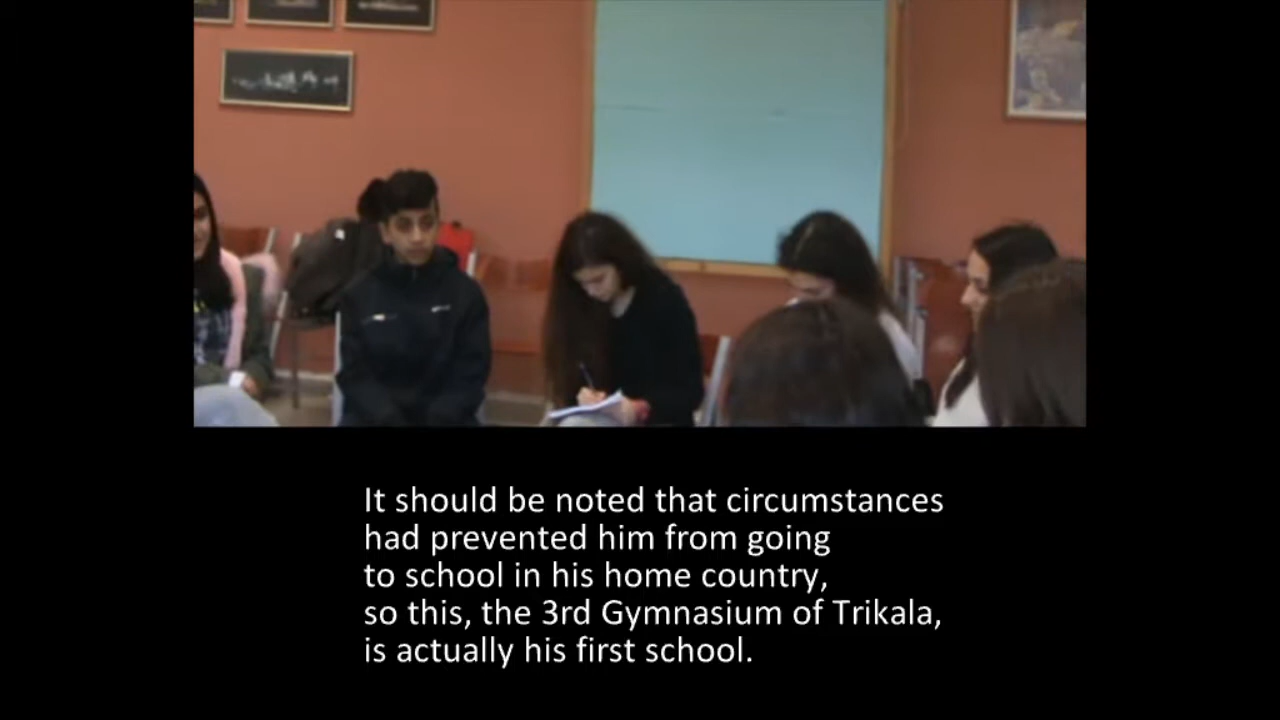 It should be noted that circumstances
had prevented him from going
to school in his home country,
so this, the 3rd Gymnasium of Trikala,
is actually his first school.